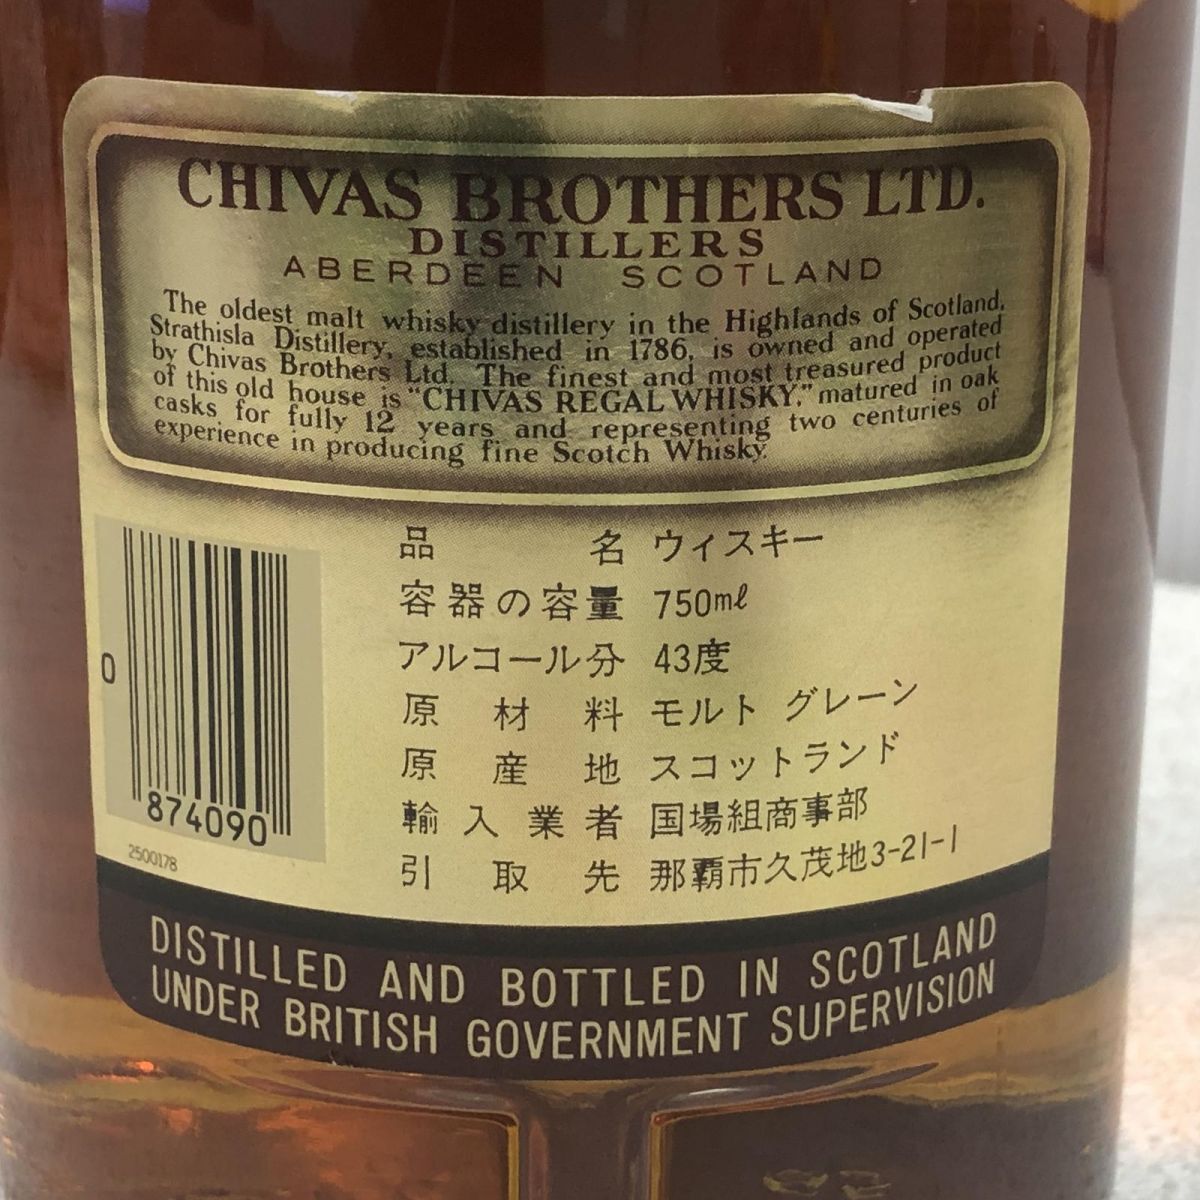 CHIVAS BROTHERS LTD.
DISTILLERS
ABERDEEN SCOTLAND
The oldest malt whisky distillery in the Highlands of Scotland,
Strathisla Distillery, established in 1786, is owned and operated
by Chivas Brothers Ltd. The finest and most treasured product
of this old house is "CHIVAS REGAL WHISKY," matured in oak
casks for fully 12 years and representing two centuries of
experience in producing fine Scotch Whisky.
品名 ウィスキー
容器の容量 750ml
アルコール分 43度
原材料 モルト グレーン
原産地 スコットランド
輸入業者 国場組商事部
引取先 那覇市久茂地3-21-1
0
874090
2500178
DISTILLED AND BOTTLED IN SCOTLAND
UNDER BRITISH GOVERNMENT SUPERVISION